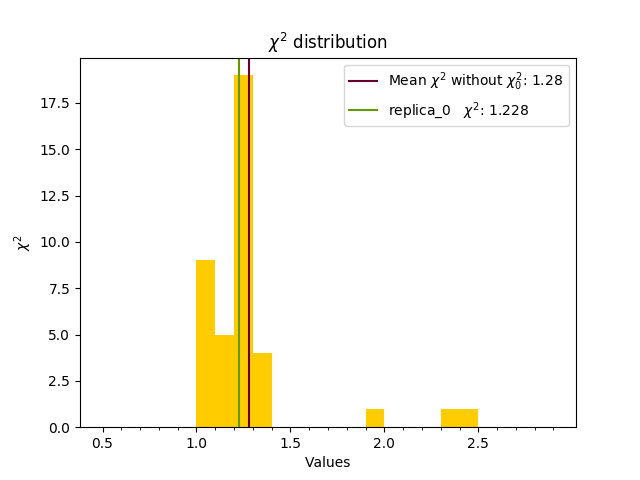 χ² distribution
Mean χ² without χ₀²: 1.28
replica_0 χ²: 1.228
17.5
15.0
12.5
10.0
7.5
5.0
2.5
0.0
χ²
0.5 1.0 1.5 2.0 2.5
Values